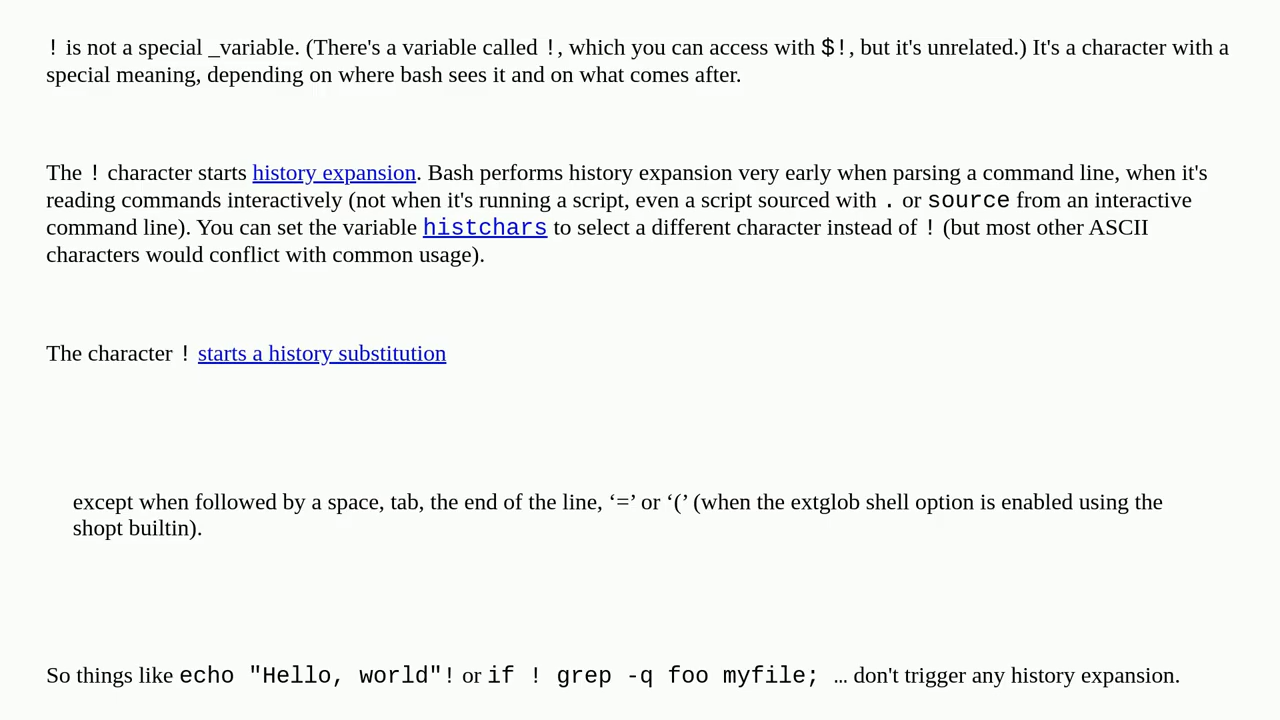 ! is not a special _variable. (There's a variable called !, which you can access with $!, but it's unrelated.) It's a character with a
special meaning, depending on where bash sees it and on what comes after.
The ! character starts history expansion. Bash performs history expansion very early when parsing a command line, when it's
reading commands interactively (not when it's running a script, even a script sourced with . or source from an interactive
command line). You can set the variable histchars to select a different character instead of ! (but most other ASCII
characters would conflict with common usage).
The character ! starts a history substitution
except when followed by a space, tab, the end of the line, ‘=’ or ‘(’ (when the extglob shell option is enabled using the
shopt builtin).
So things like echo "Hello, world"! or if ! grep -q foo myfile; … don't trigger any history expansion.